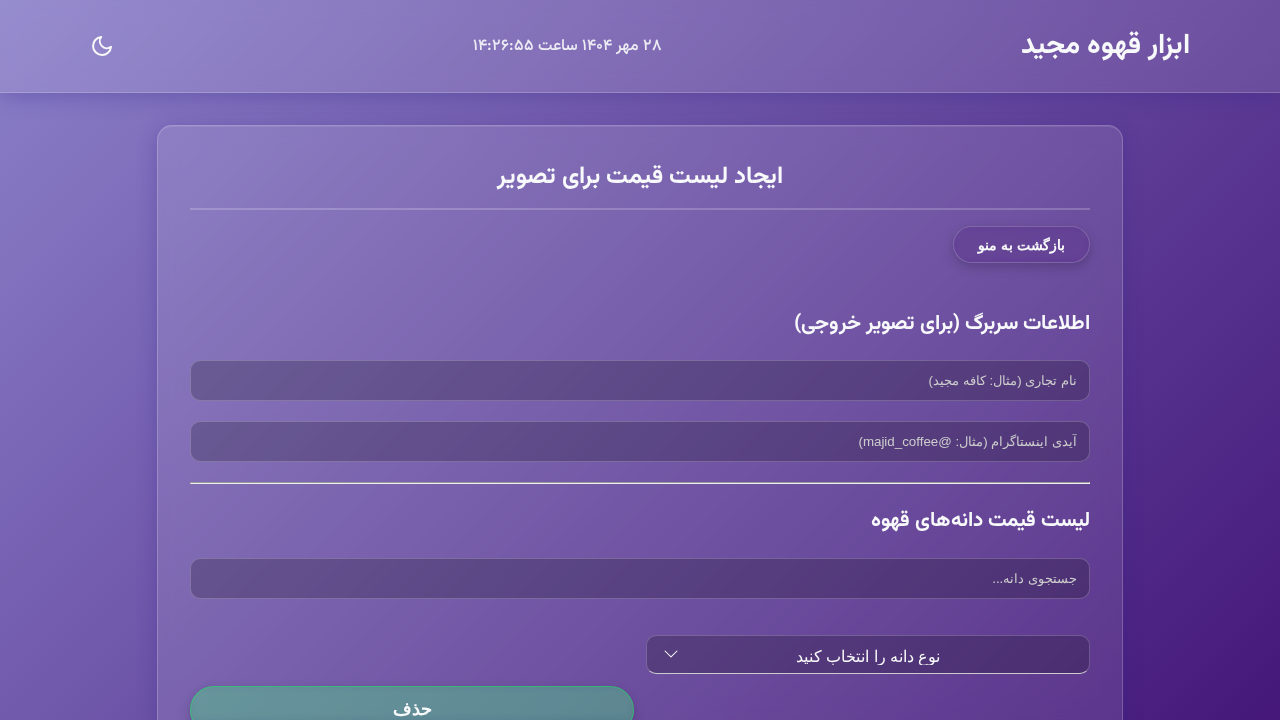 ابزار قهوه مجید
۲۸ مهر ۱۴۰۴ ساعت ۱۴:۲۶:۵۵
ایجاد لیست قیمت برای تصویر
بازگشت به منو
اطلاعات سربرگ (برای تصویر خروجی)
نام تجاری (مثال: کافه مجید)
آیدی اینستاگرام (مثال: @majid_coffee)
لیست قیمت دانه‌های قهوه
جستجوی دانه...
نوع دانه را انتخاب کنید
حذف